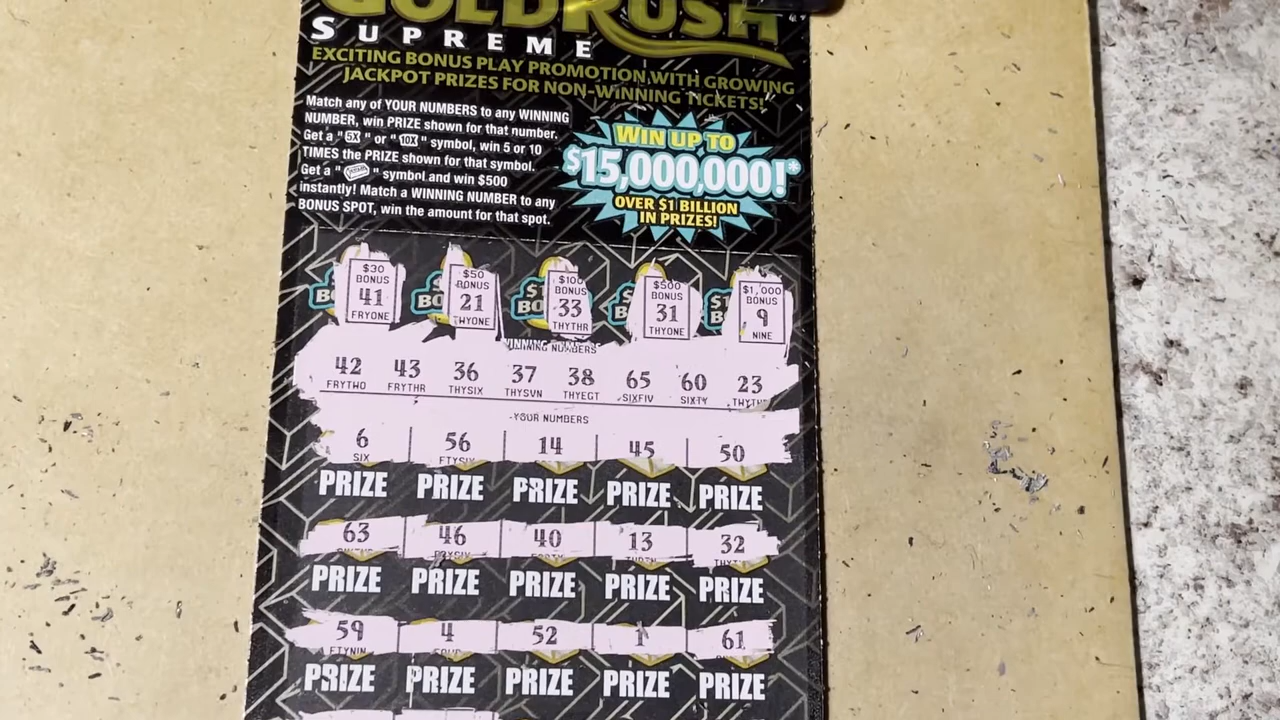 GOLD RUSH
SUPREME
EXCITING BONUS PLAY PROMOTION WITH GROWING
JACKPOT PRIZES FOR NON-WINNING TICKETS!
Match any of YOUR NUMBERS to any WINNING
NUMBER, win PRIZE shown for that number.
Get a "5X" or "10X" symbol, win 5 or 10
TIMES the PRIZE shown for that symbol.
Get a " " symbol and win $500
instantly! Match a WINNING NUMBER to any
BONUS SPOT, win the amount for that spot.
WIN UP TO
$15,000,000!*
OVER $1 BILLION
IN PRIZES!
$30 $50 $100 $500 $1,000
BONUS BONUS BONUS BONUS BONUS
41 21 33 31 9
FRYONE THYONE THYTHR THYONE NINE
WINNING NUMBERS
42 43 36 37 38 65 60 23
FRYTWO FRYTHR THYSIX THYSVN THYEGT SIXFIV SIXTY
YOUR NUMBERS
6 56 14 45 50
SIX FTYSIX
PRIZE PRIZE PRIZE PRIZE PRIZE
63 46 40 13 32
PRIZE PRIZE PRIZE PRIZE PRIZE
59 4 52 1 61
FTYNIN FOUR
PRIZE PRIZE PRIZE PRIZE PRIZE